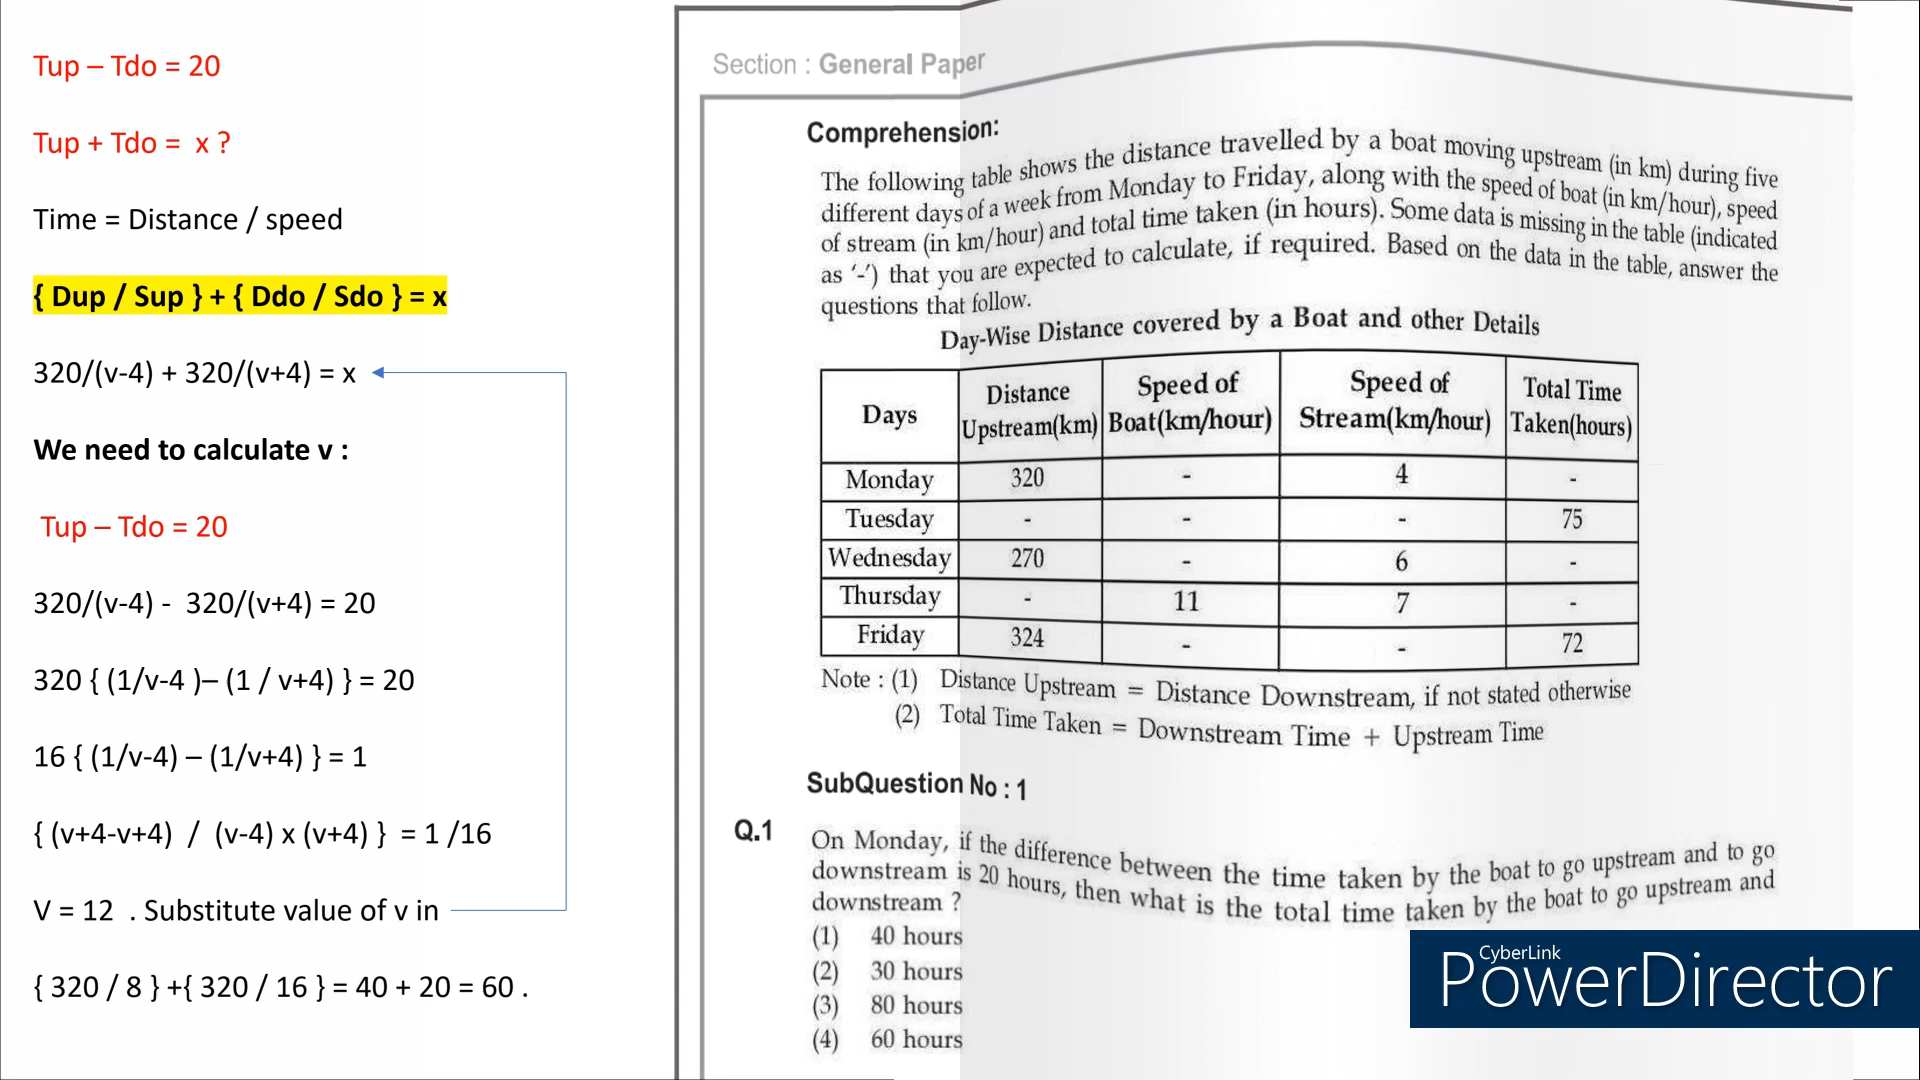 Tup – Tdo = 20
Tup + Tdo =  x ?
Time = Distance / speed
{ Dup / Sup } + { Ddo / Sdo } = x
320/(v-4) + 320/(v+4) = x
We need to calculate v :
Tup – Tdo = 20
320/(v-4) -  320/(v+4) = 20
320 { (1/v-4 )– (1 / v+4) } = 20
16 { (1/v-4) – (1/v+4) } = 1
{ (v+4-v+4)  /  (v-4) x (v+4) }  = 1 /16
V = 12  . Substitute value of v in
{ 320 / 8 } +{ 320 / 16 } = 40 + 20 = 60 .
Section : General Paper
Comprehension:
The following table shows the distance travelled by a boat moving upstream (in km) during five
different days of a week from Monday to Friday, along with the speed of boat (in km/hour), speed
of stream (in km/hour) and total time taken (in hours). Some data is missing in the table (indicated
as '-') that you are expected to calculate, if required. Based on the data in the table, answer the
questions that follow.
Day-Wise Distance covered by a Boat and other Details
Days Distance Upstream(km) Speed of Boat(km/hour) Speed of Stream(km/hour) Total Time Taken(hours)
Monday 320 - 4 -
Tuesday - - - 75
Wednesday 270 - 6 -
Thursday - 11 7 -
Friday 324 - - 72
Note : (1) Distance Upstream = Distance Downstream, if not stated otherwise
(2) Total Time Taken = Downstream Time + Upstream Time
SubQuestion No : 1
Q.1 On Monday, if the difference between the time taken by the boat to go upstream and to go
downstream is 20 hours, then what is the total time taken by the boat to go upstream and
downstream ?
(1) 40 hours
(2) 30 hours
(3) 80 hours
(4) 60 hours
CyberLink
PowerDirector